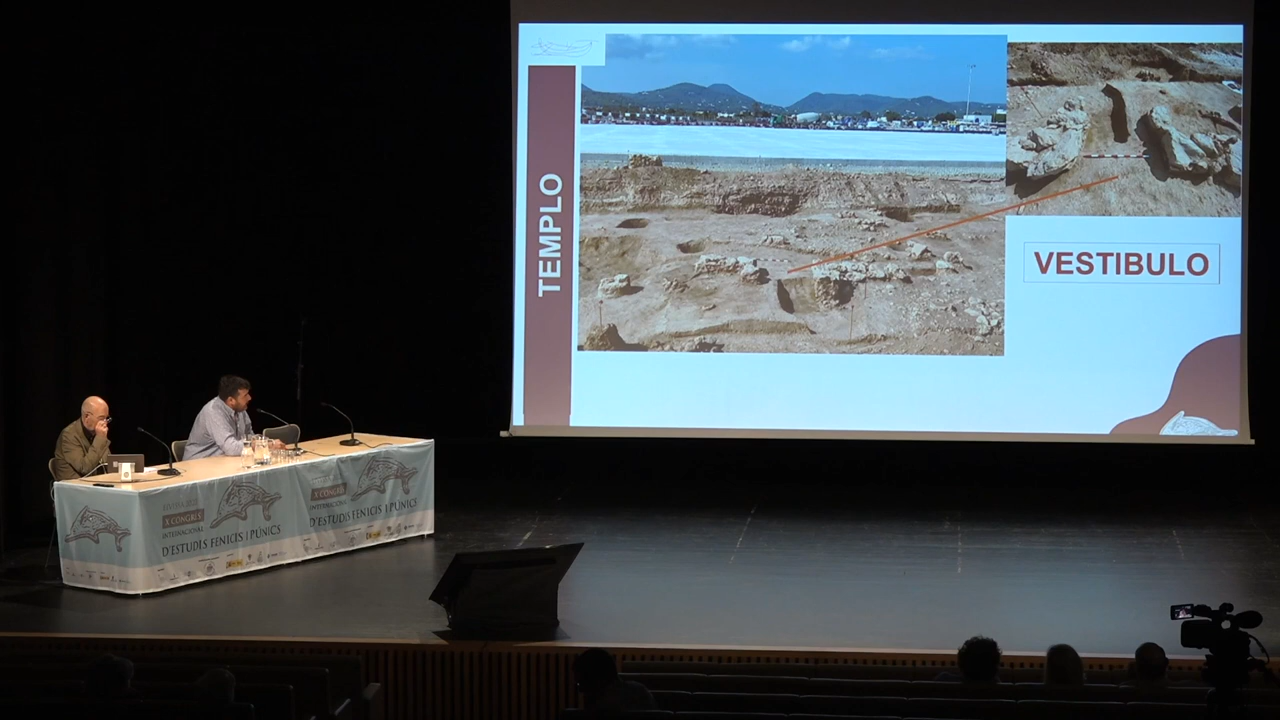 TEMPLO
VESTIBULO
X CONGRÉS
INTERNACIONAL
D'ESTUDIS FENICIS I PÚNICS
X CONGRÉS
INTERNACIONAL
D'ESTUDIS FENICIS I PÚNICS